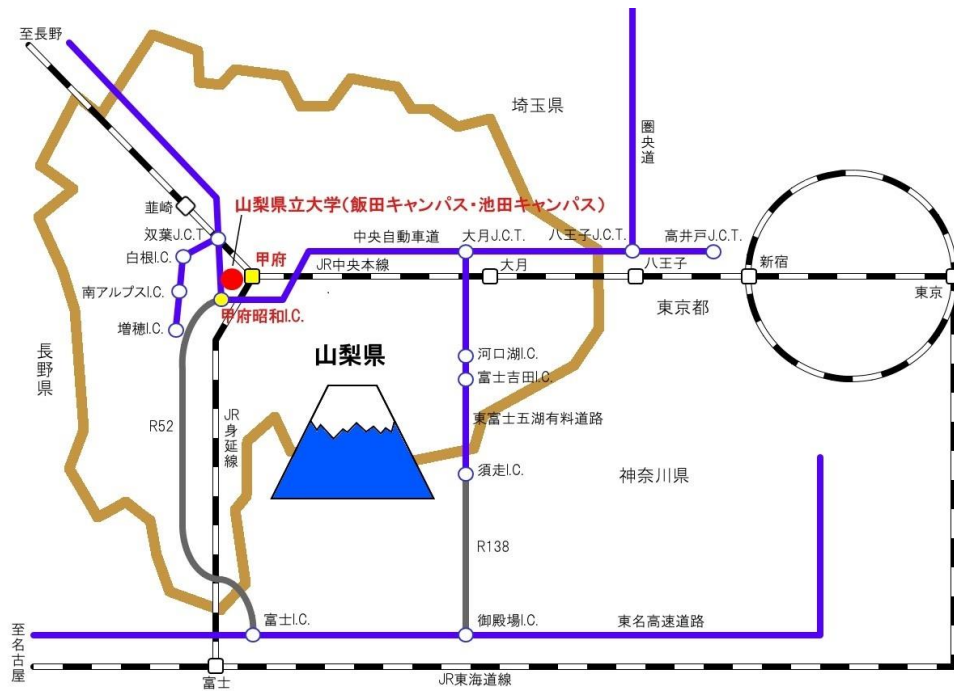 至長野
埼玉県
圏央道
韮崎
山梨県立大学(飯田キャンパス・池田キャンパス)
双葉J.C.T
中央自動車道
大月J.C.T.
八王子J.C.T.
高井戸J.C.T.
白根I.C.
甲府
JR中央本線
大月
八王子
新宿
東京
南アルプスI.C.
甲府昭和I.C.
東京都
増穂I.C.
長野県
山梨県
河口湖I.C.
富士吉田I.C.
R52
JR身延線
東富士五湖有料道路
須走I.C.
神奈川県
R138
至名古屋
富士I.C.
御殿場I.C.
東名高速道路
富士
JR東海道線